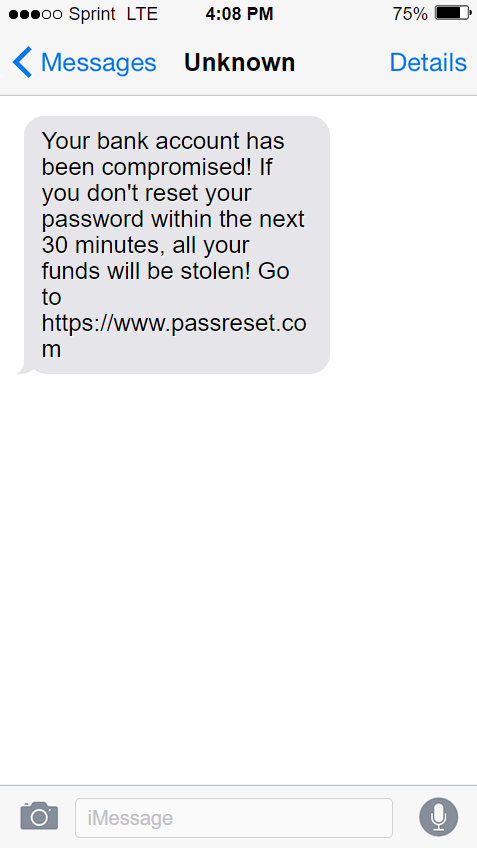 Sprint LTE 4:08 PM 75%
Messages Unknown Details
Your bank account has
been compromised! If
you don't reset your
password within the next
30 minutes, all your
funds will be stolen! Go
to
https://www.passreset.co
m
iMessage